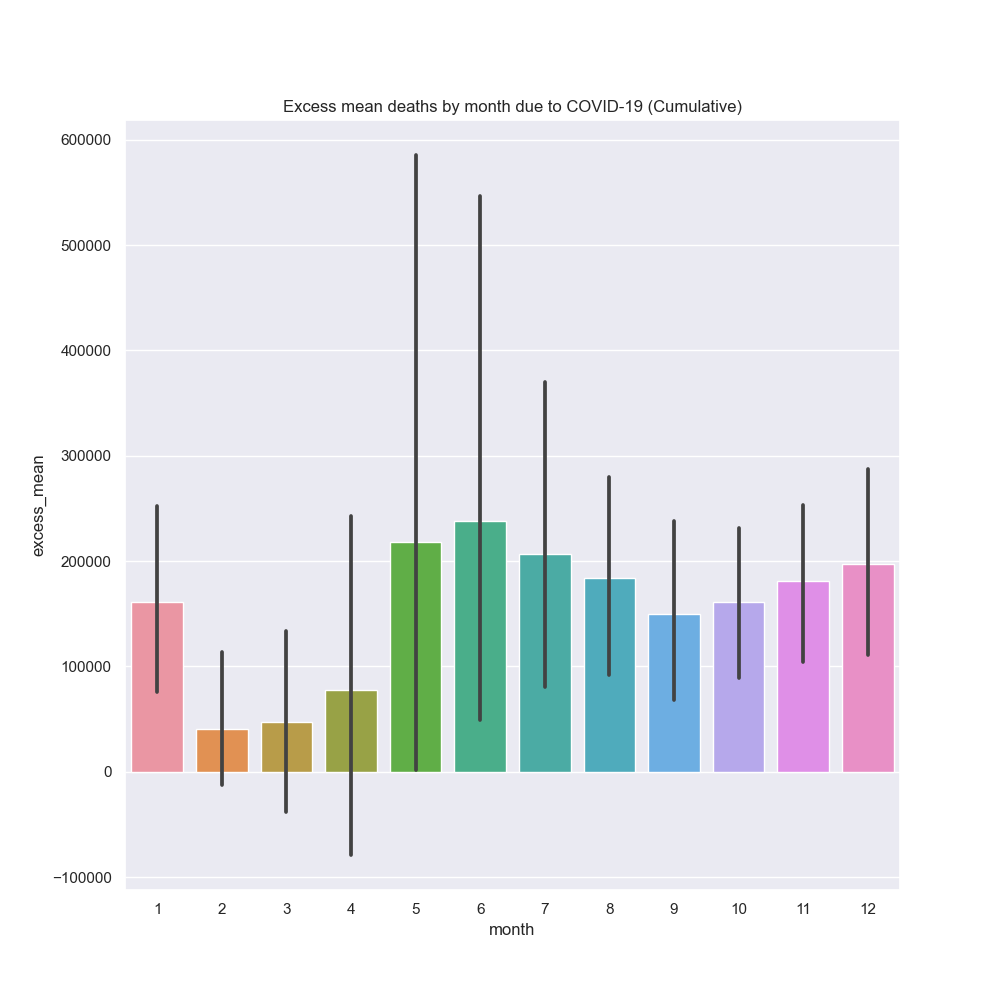 Excess mean deaths by month due to COVID-19 (Cumulative)
600000
500000
400000
300000
200000
100000
0
−100000
excess_mean
1 2 3 4 5 6 7 8 9 10 11 12
month